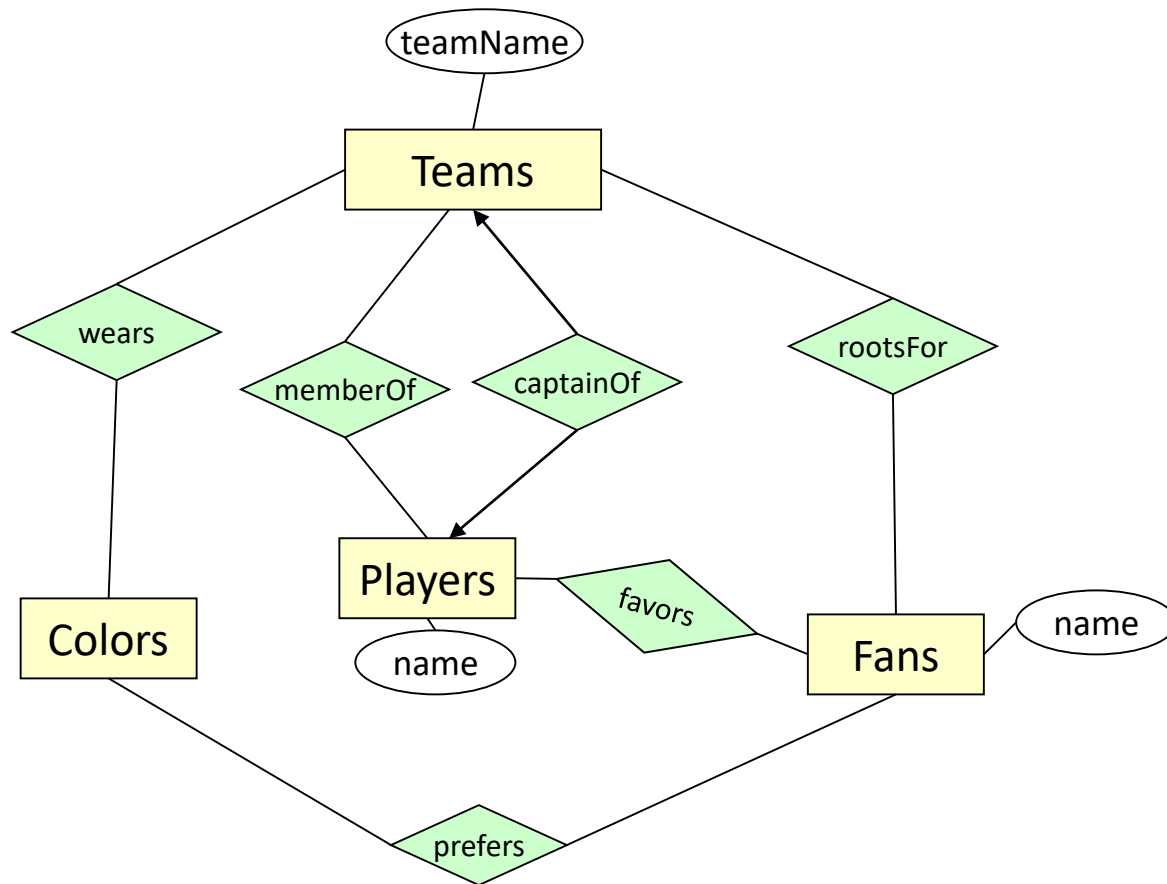 teamName
Teams
wears
memberOf
captainOf
rootsFor
Players
favors
Colors
name
Fans
name
prefers